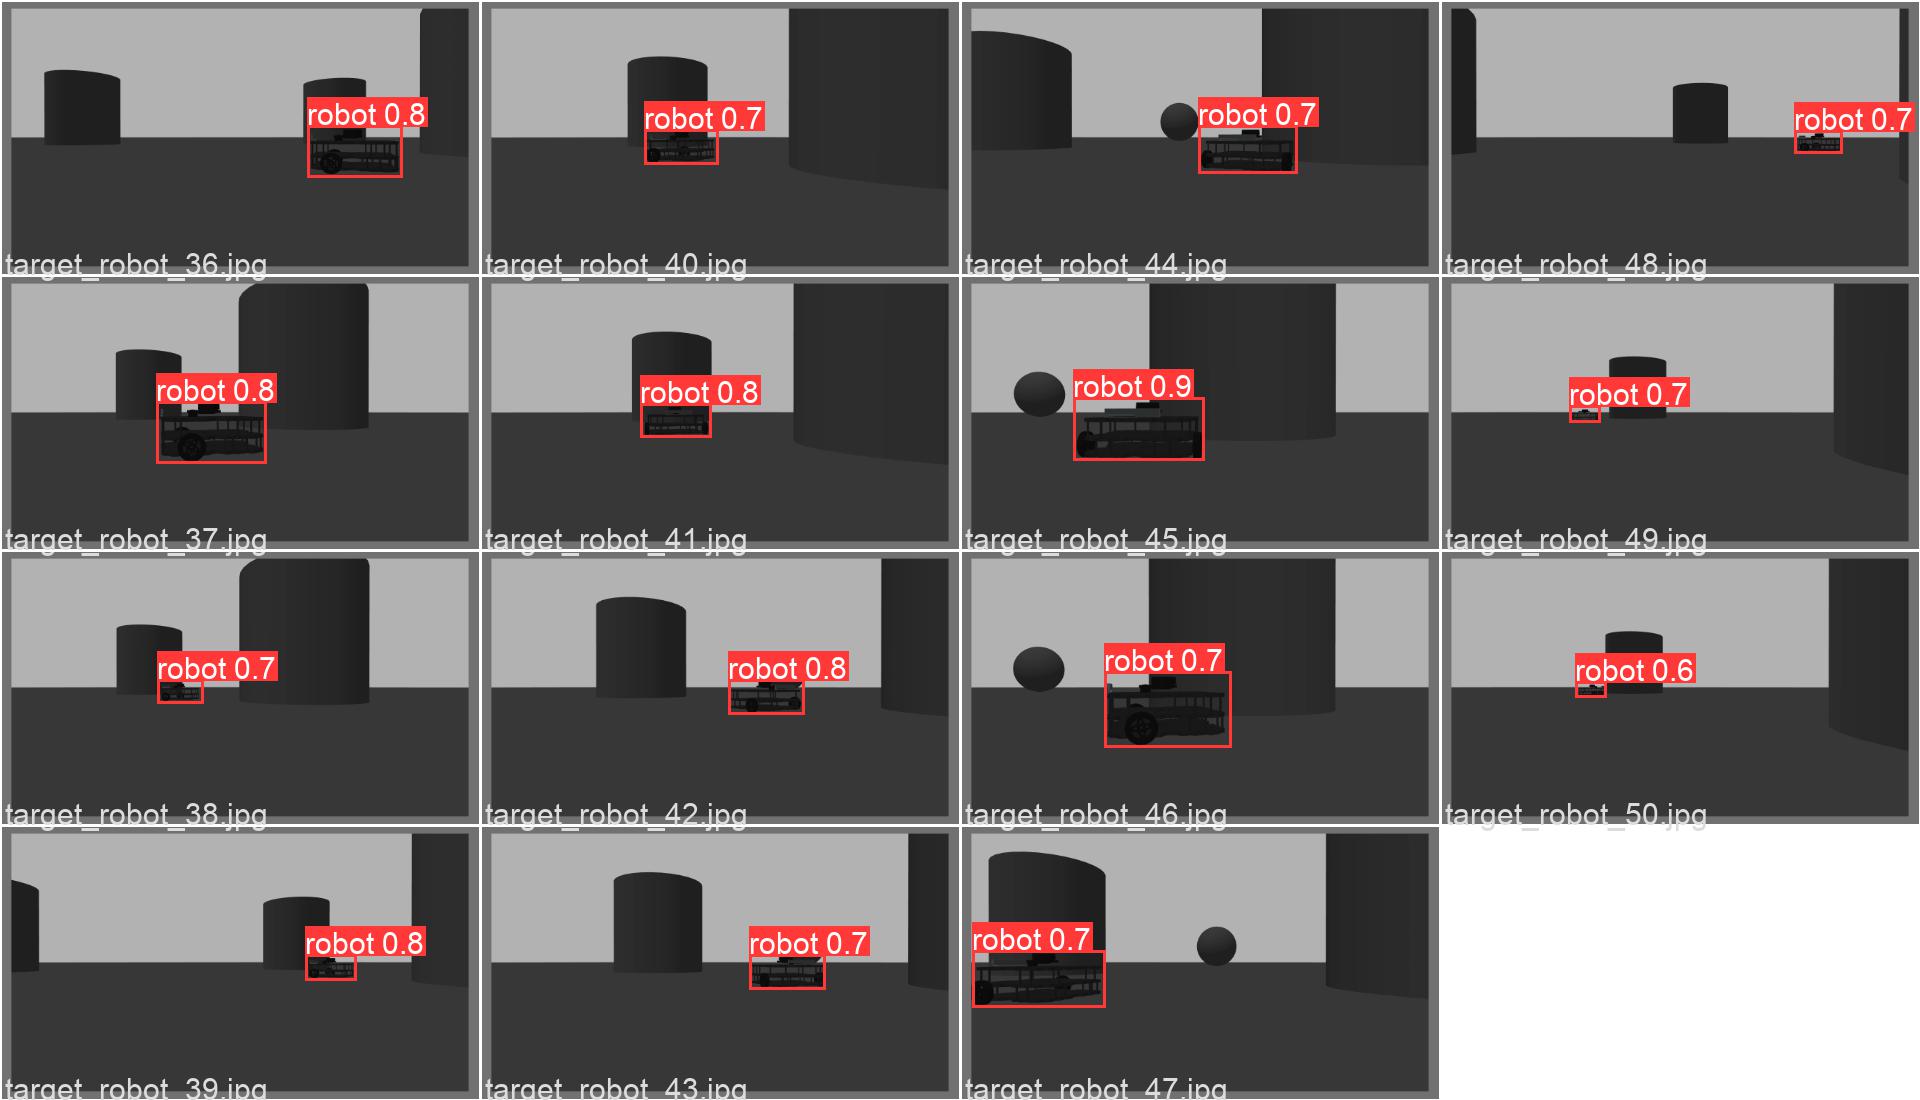 robot 0.8
target_robot_36.jpg
robot 0.7
target_robot_40.jpg
robot 0.7
target_robot_44.jpg
robot 0.7
target_robot_48.jpg
robot 0.8
target_robot_37.jpg
robot 0.8
target_robot_41.jpg
robot 0.9
target_robot_45.jpg
robot 0.7
target_robot_49.jpg
robot 0.7
target_robot_38.jpg
robot 0.8
target_robot_42.jpg
robot 0.7
target_robot_46.jpg
robot 0.6
target_robot_50.jpg
robot 0.8
target_robot_39.jpg
robot 0.7
target_robot_43.jpg
robot 0.7
target_robot_47.jpg